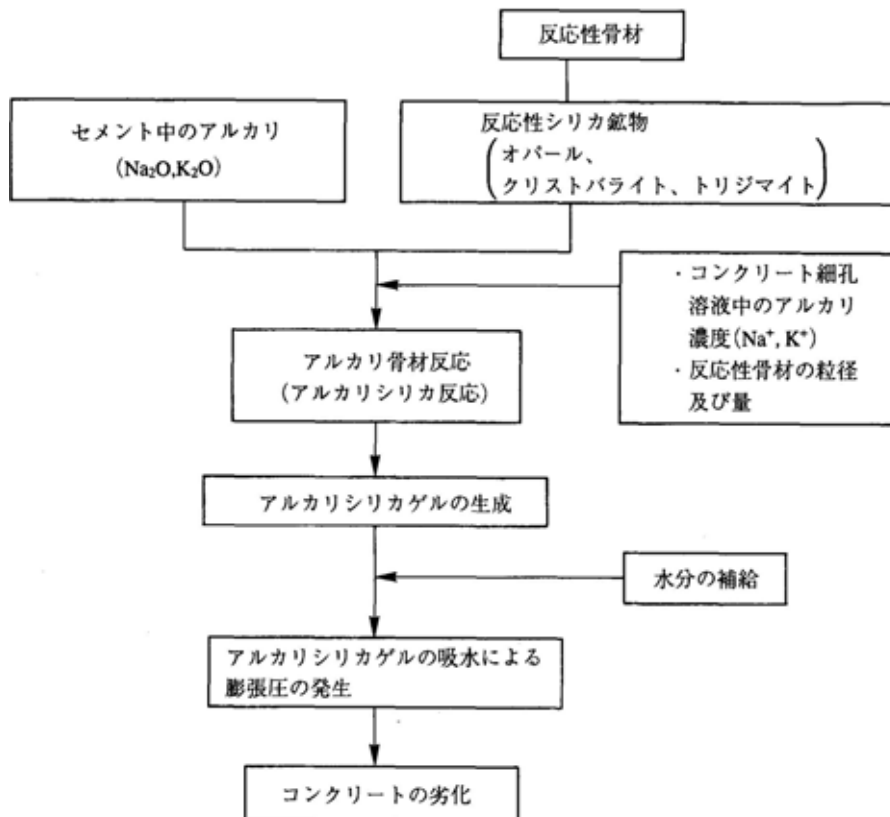 反応性骨材
セメント中のアルカリ
(Na₂O,K₂O)
反応性シリカ鉱物
(オパール、
クリストバライト、トリジマイト)
・コンクリート細孔
溶液中のアルカリ
濃度(Na⁺, K⁺)
・反応性骨材の粒径
及び量
アルカリ骨材反応
(アルカリシリカ反応)
アルカリシリカゲルの生成
水分の補給
アルカリシリカゲルの吸水による
膨張圧の発生
コンクリートの劣化